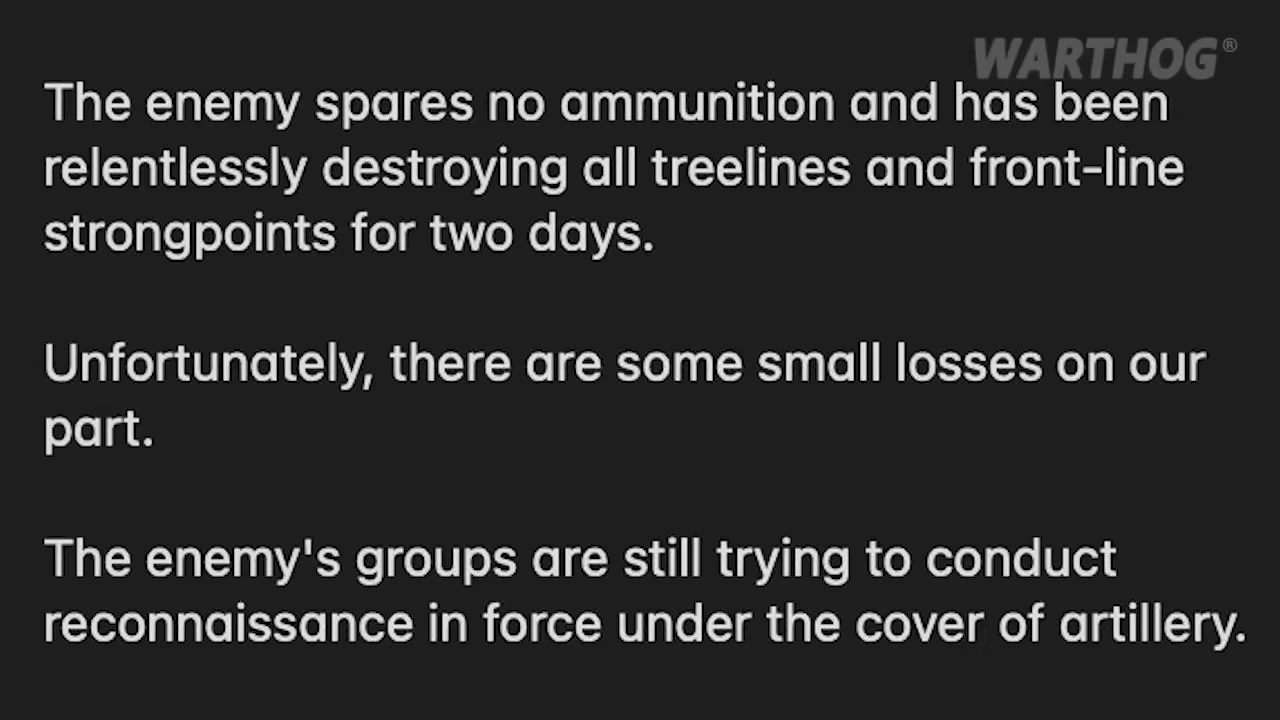 WARTHOG®
The enemy spares no ammunition and has been
relentlessly destroying all treelines and front-line
strongpoints for two days.
Unfortunately, there are some small losses on our
part.
The enemy's groups are still trying to conduct
reconnaissance in force under the cover of artillery.